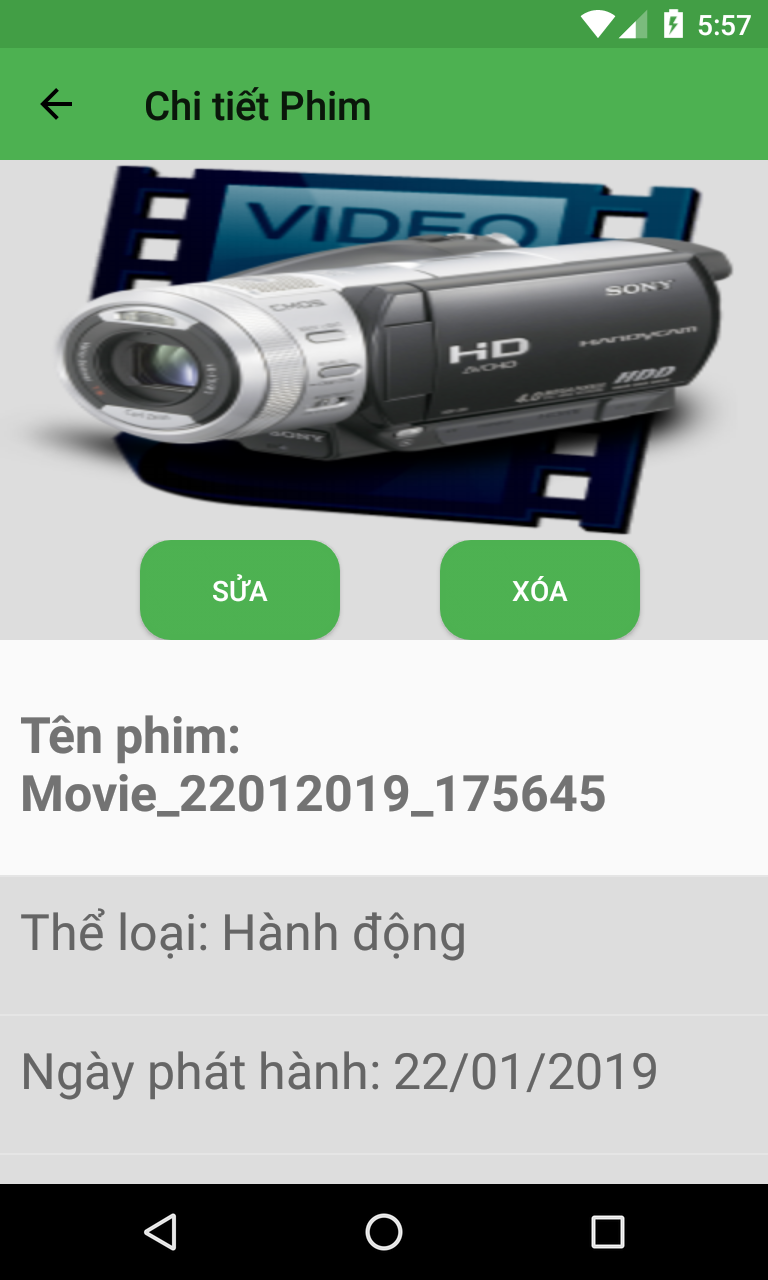 5:57
Chi tiết Phim
VIDEO
SONY
CMOS
HD
AVCHD
HANDYCAM
HDD
SONY
SỬA
XÓA
Tên phim:
Movie_22012019_175645
Thể loại: Hành động
Ngày phát hành: 22/01/2019